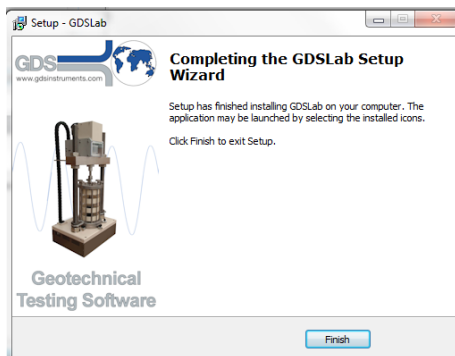 Setup - GDSLab
GDS
www.gdsinstruments.com
Completing the GDSLab Setup
Wizard
Setup has finished installing GDSLab on your computer. The
application may be launched by selecting the installed icons.
Click Finish to exit Setup.
Geotechnical
Testing Software
Finish